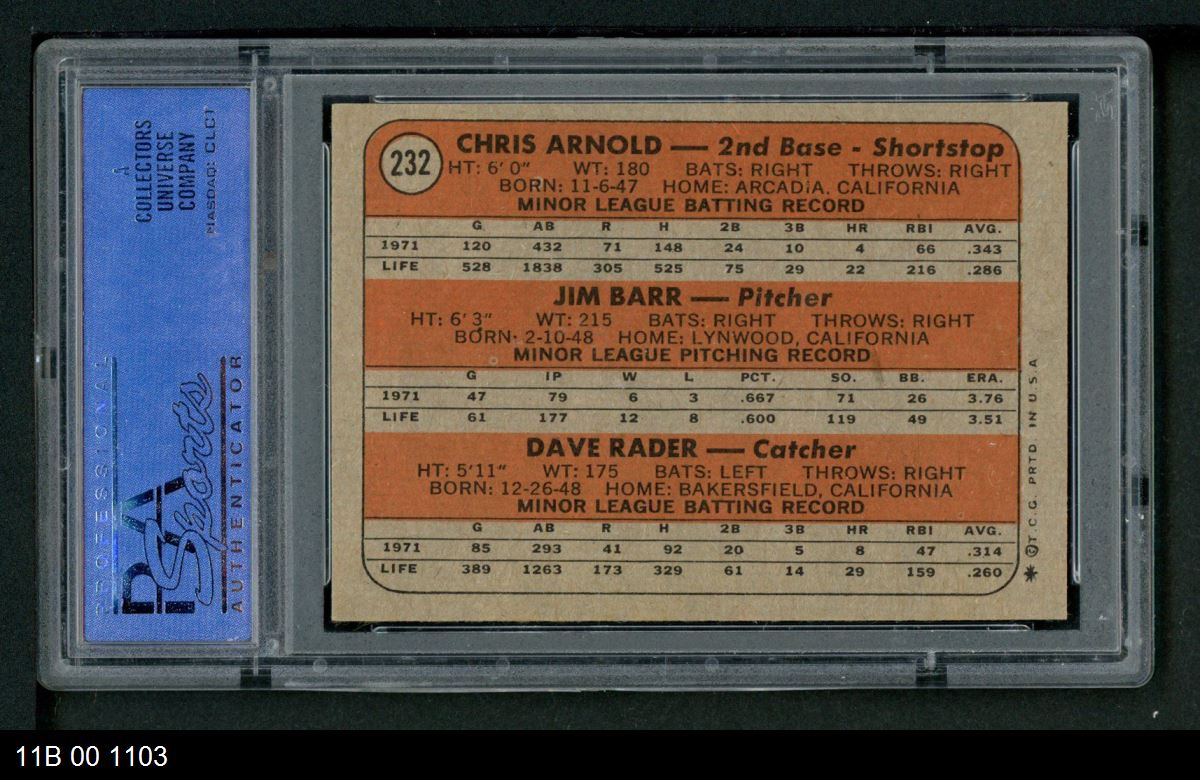 A
COLLECTORS
UNIVERSE
COMPANY
NASDAQ: CLCT
PROFESSIONAL
PSA
Sports
AUTHENTICATOR
232
CHRIS ARNOLD — 2nd Base - Shortstop
HT: 6' 0" WT: 180 BATS: RIGHT THROWS: RIGHT
BORN: 11-6-47 HOME: ARCADIA, CALIFORNIA
MINOR LEAGUE BATTING RECORD
G AB R H 2B 3B HR RBI AVG.
1971 120 432 71 148 24 10 4 66 .343
LIFE 528 1838 305 525 75 29 22 216 .286
JIM BARR — Pitcher
HT: 6' 3" WT: 215 BATS: RIGHT THROWS: RIGHT
BORN: 2-10-48 HOME: LYNWOOD, CALIFORNIA
MINOR LEAGUE PITCHING RECORD
G IP W L PCT. SO. BB. ERA.
1971 47 79 6 3 .667 71 26 3.76
LIFE 61 177 12 8 .600 119 49 3.51
DAVE RADER — Catcher
HT: 5'11" WT: 175 BATS: LEFT THROWS: RIGHT
BORN: 12-26-48 HOME: BAKERSFIELD, CALIFORNIA
MINOR LEAGUE BATTING RECORD
G AB R H 2B 3B HR RBI AVG.
1971 85 293 41 92 20 5 8 47 .314
LIFE 389 1263 173 329 61 14 29 159 .260
✷ ©T.C.G. PRTD. IN U.S.A
11B 00 1103